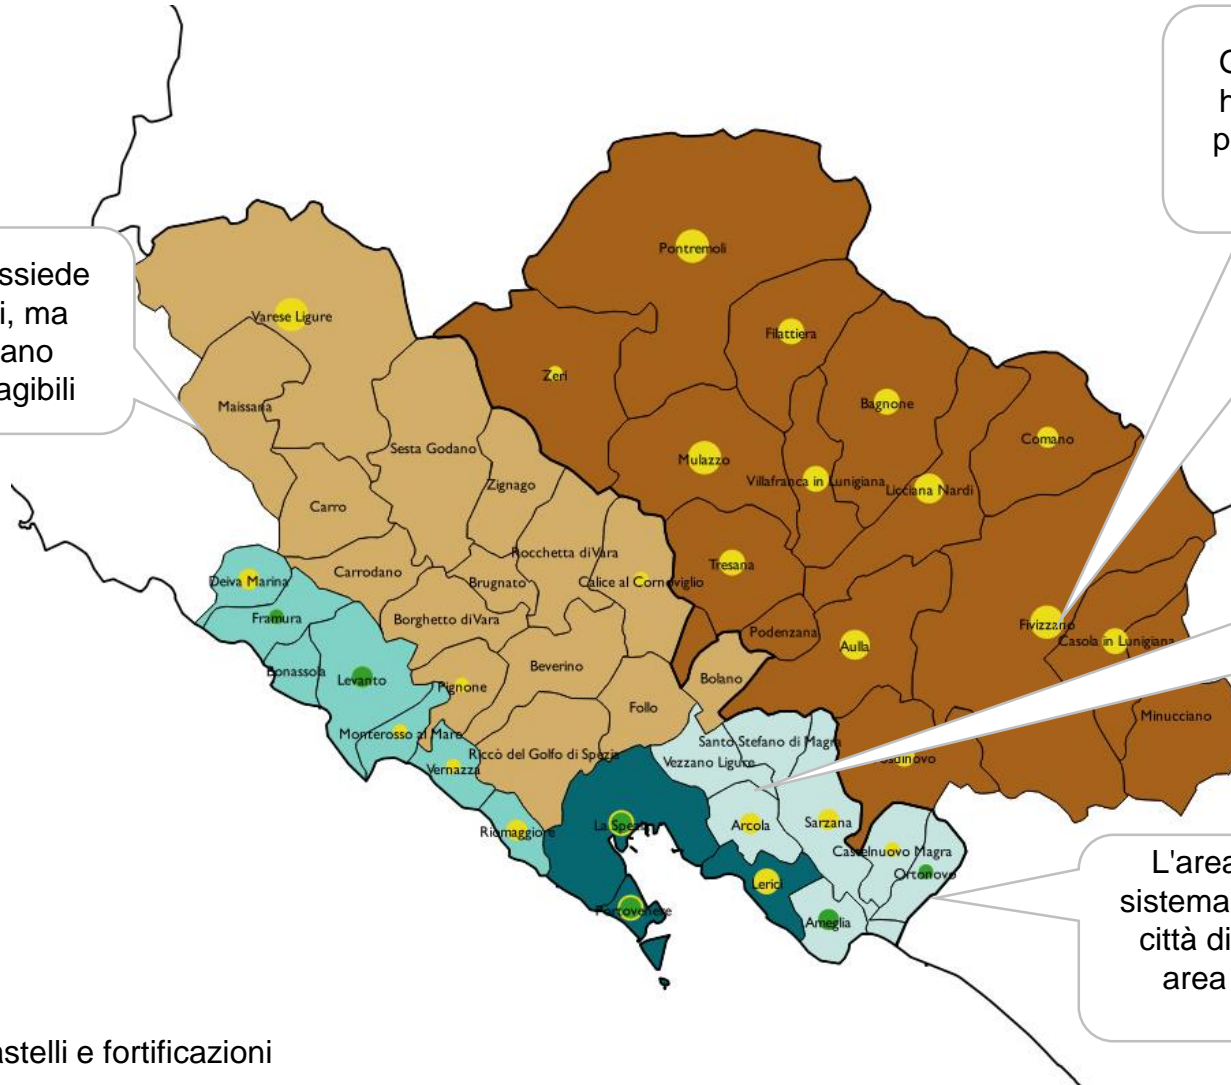 C
h
p
ssiede
i, ma
ano
agibili
Pontremoli
Varese Ligure
Filattiera
Zeri
Bagnone
Maissana
Comano
Sesta Godano
Mulazzo
Villafranca in Lunigiana
Licciana Nardi
Zignago
Carro
Rocchetta di Vara
Tresana
Carrodano
Brugnato
Calice al Cornoviglio
Deiva Marina
Framura
Borghetto di Vara
Podenzana
Fivizzano
Aulla
Casola in Lunigiana
Bonassola
Levanto
Beverino
Bolano
Pignone
Follo
Minucciano
Monterosso al Mare
Santo Stefano di Magra
Riccò del Golfo di Spezia
Vezzano Ligure
Vernazza
Riomaggiore
La Spezia
Arcola
Sarzana
Castelnuovo Magra
Ortonovo
Lerici
Portovenere
Ameglia
L'area
sistema
città di
area
astelli e fortificazioni